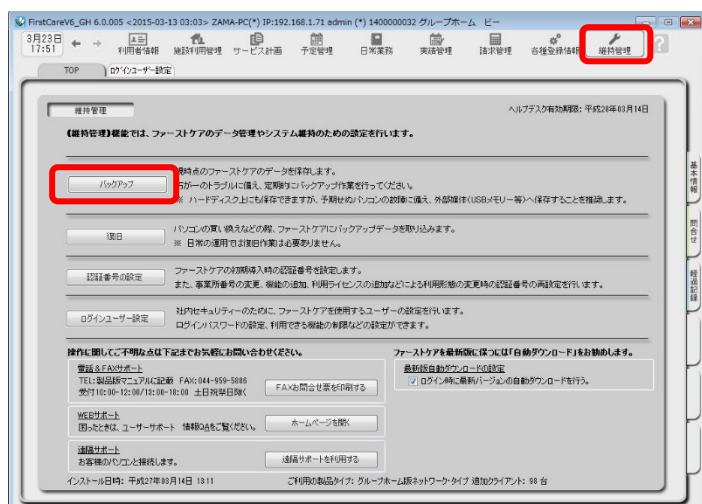 FirstCareV6_GH 6.0.005 <2015-03-13 03:03> ZAMA-PC(*) IP:192.168.1.71 admin (*) 1400000032 グループホーム ビー
3月23日
17:51
利用者情報 施設利用管理 サービス計画 予定管理 日常業務 実績管理 請求管理 各種登録情報 維持管理
TOP ログインユーザー設定
維持管理
ヘルプデスク有効期限: 平成28年03月14日
《維持管理》機能では、ファーストケアのデータ管理やシステム維持のための設定を行います。
バックアップ
現時点のファーストケアのデータを保存します。
万が一のトラブルに備え、定期的にバックアップ作業を行ってください。
※ ハードディスク上にも保存できますが、予期せぬパソコンの故障に備え、外部媒体(USBメモリー等)へ保存することを推奨します。
復旧
パソコンの買い換えなどの際、ファーストケアにバックアップデータを取り込みます。
※ 日常の運用では復旧作業は必要ありません。
認証番号の設定
ファーストケアの初期導入時の認証番号を設定します。
また、事業所番号の変更、機能の追加、利用ライセンスの追加などによる利用形態の変更時の認証番号の再設定を行います。
ログインユーザー設定
社内セキュリティーのために、ファーストケアを使用するユーザーの設定を行います。
ログインパスワードの設定、利用できる機能の制限などの設定ができます。
基本情報
問合せ
経過記録
操作に関してご不明な点は下記までお気軽にお問い合わせください。
電話&FAXサポート
TEL:製品版マニュアルに記載 FAX:044-959-5886
受付10:00-12:00/13:00-18:00 土日祝祭日除く
FAXお問合せ票を印刷する
WEBサポート
困ったときは、ユーザーサポート 情報Q&Aをご覧ください。
ホームページを開く
遠隔サポート
お客様のパソコンと接続します。
遠隔サポートを利用する
ファーストケアを最新版に保つには「自動ダウンロード」をお勧めします。
最新版自動ダウンロードの設定
ログイン時に最新バージョンの自動ダウンロードを行う。
インストール日時: 平成27年03月14日 13:11
ご利用の製品タイプ: グループホーム版ネットワーク・タイプ 追加クライアント: 98 台